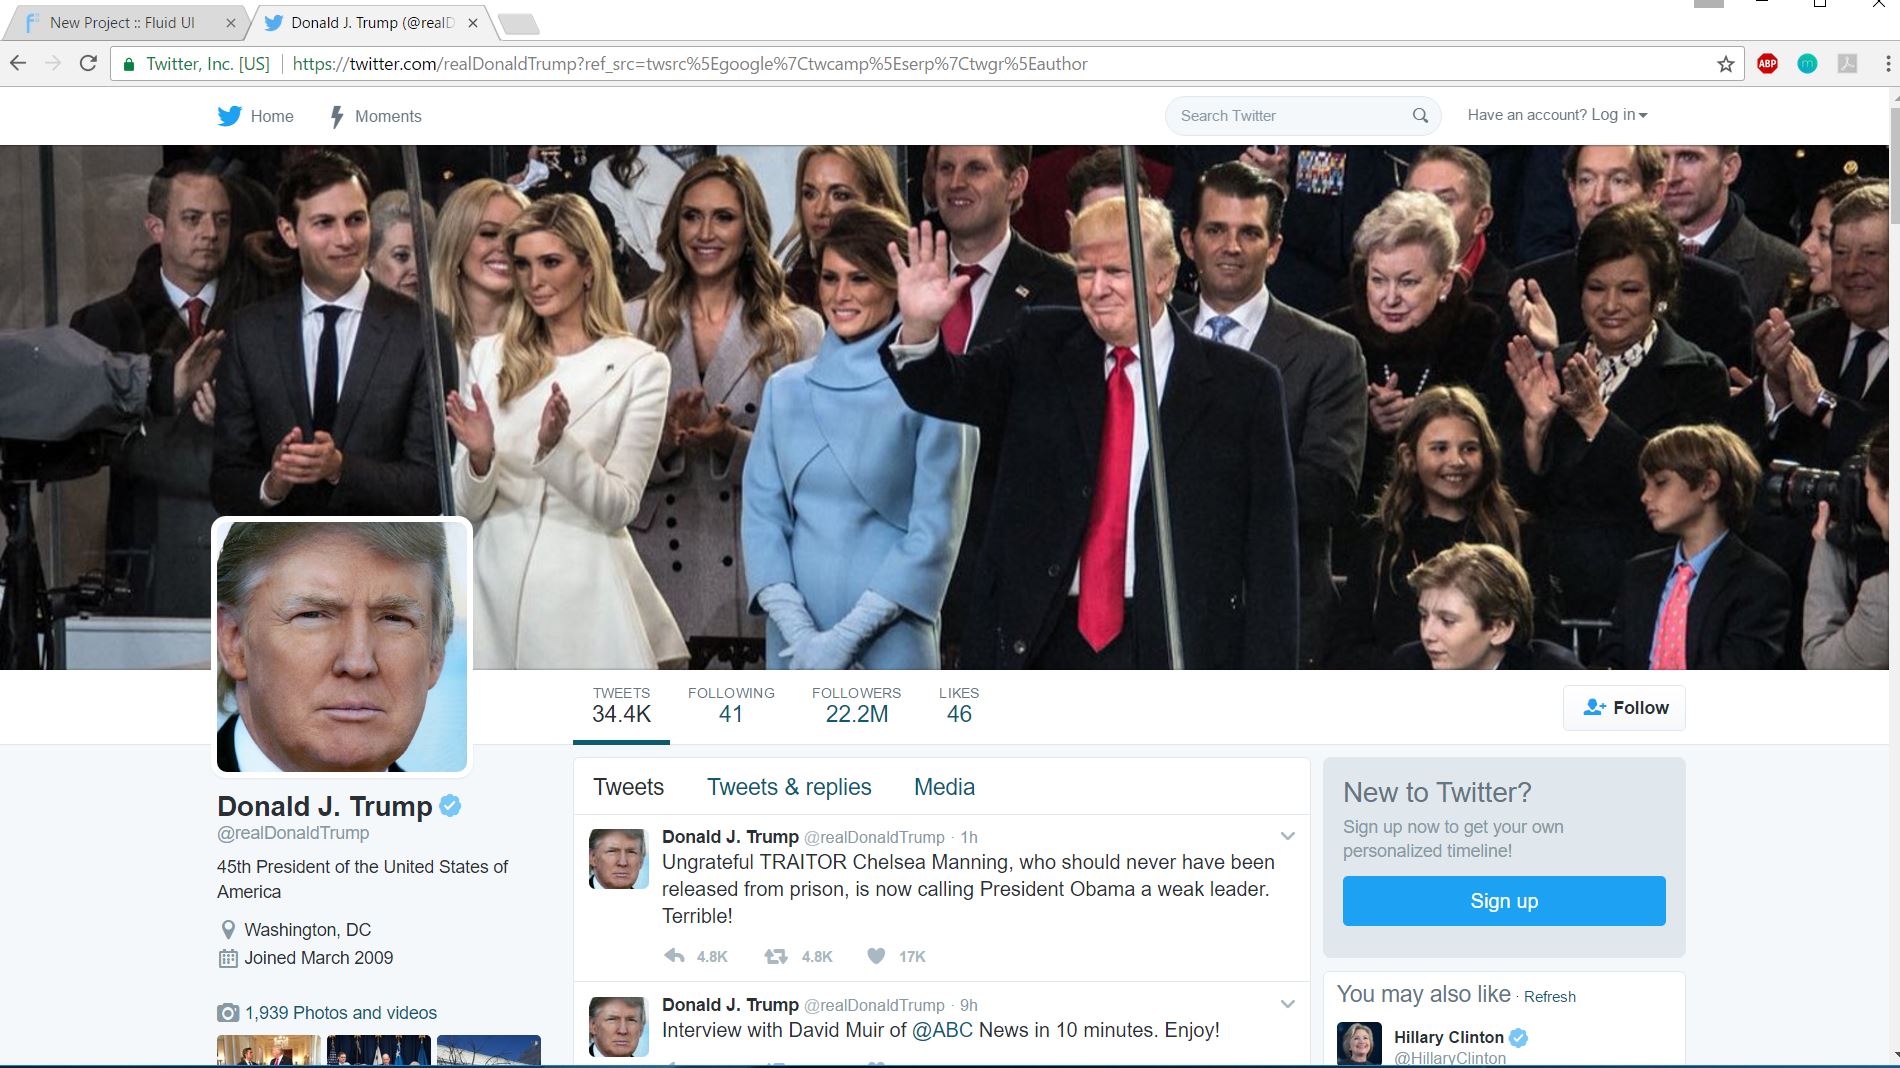 New Project :: Fluid UI
Donald J. Trump (@realD
Twitter, Inc. [US]
https://twitter.com/realDonaldTrump?ref_src=twsrc%5Egoogle%7Ctwcamp%5Eserp%7Ctwgr%5Eauthor
ABP
m
Home
Moments
Search Twitter
Have an account? Log in
TWEETS
34.4K
FOLLOWING
41
FOLLOWERS
22.2M
LIKES
46
Follow
Donald J. Trump
@realDonaldTrump
45th President of the United States of
America
Washington, DC
Joined March 2009
1,939 Photos and videos
Tweets
Tweets & replies
Media
Donald J. Trump @realDonaldTrump · 1h
Ungrateful TRAITOR Chelsea Manning, who should never have been
released from prison, is now calling President Obama a weak leader.
Terrible!
4.8K
4.8K
17K
Donald J. Trump @realDonaldTrump · 9h
Interview with David Muir of @ABC News in 10 minutes. Enjoy!
New to Twitter?
Sign up now to get your own
personalized timeline!
Sign up
You may also like · Refresh
Hillary Clinton
@HillaryClinton